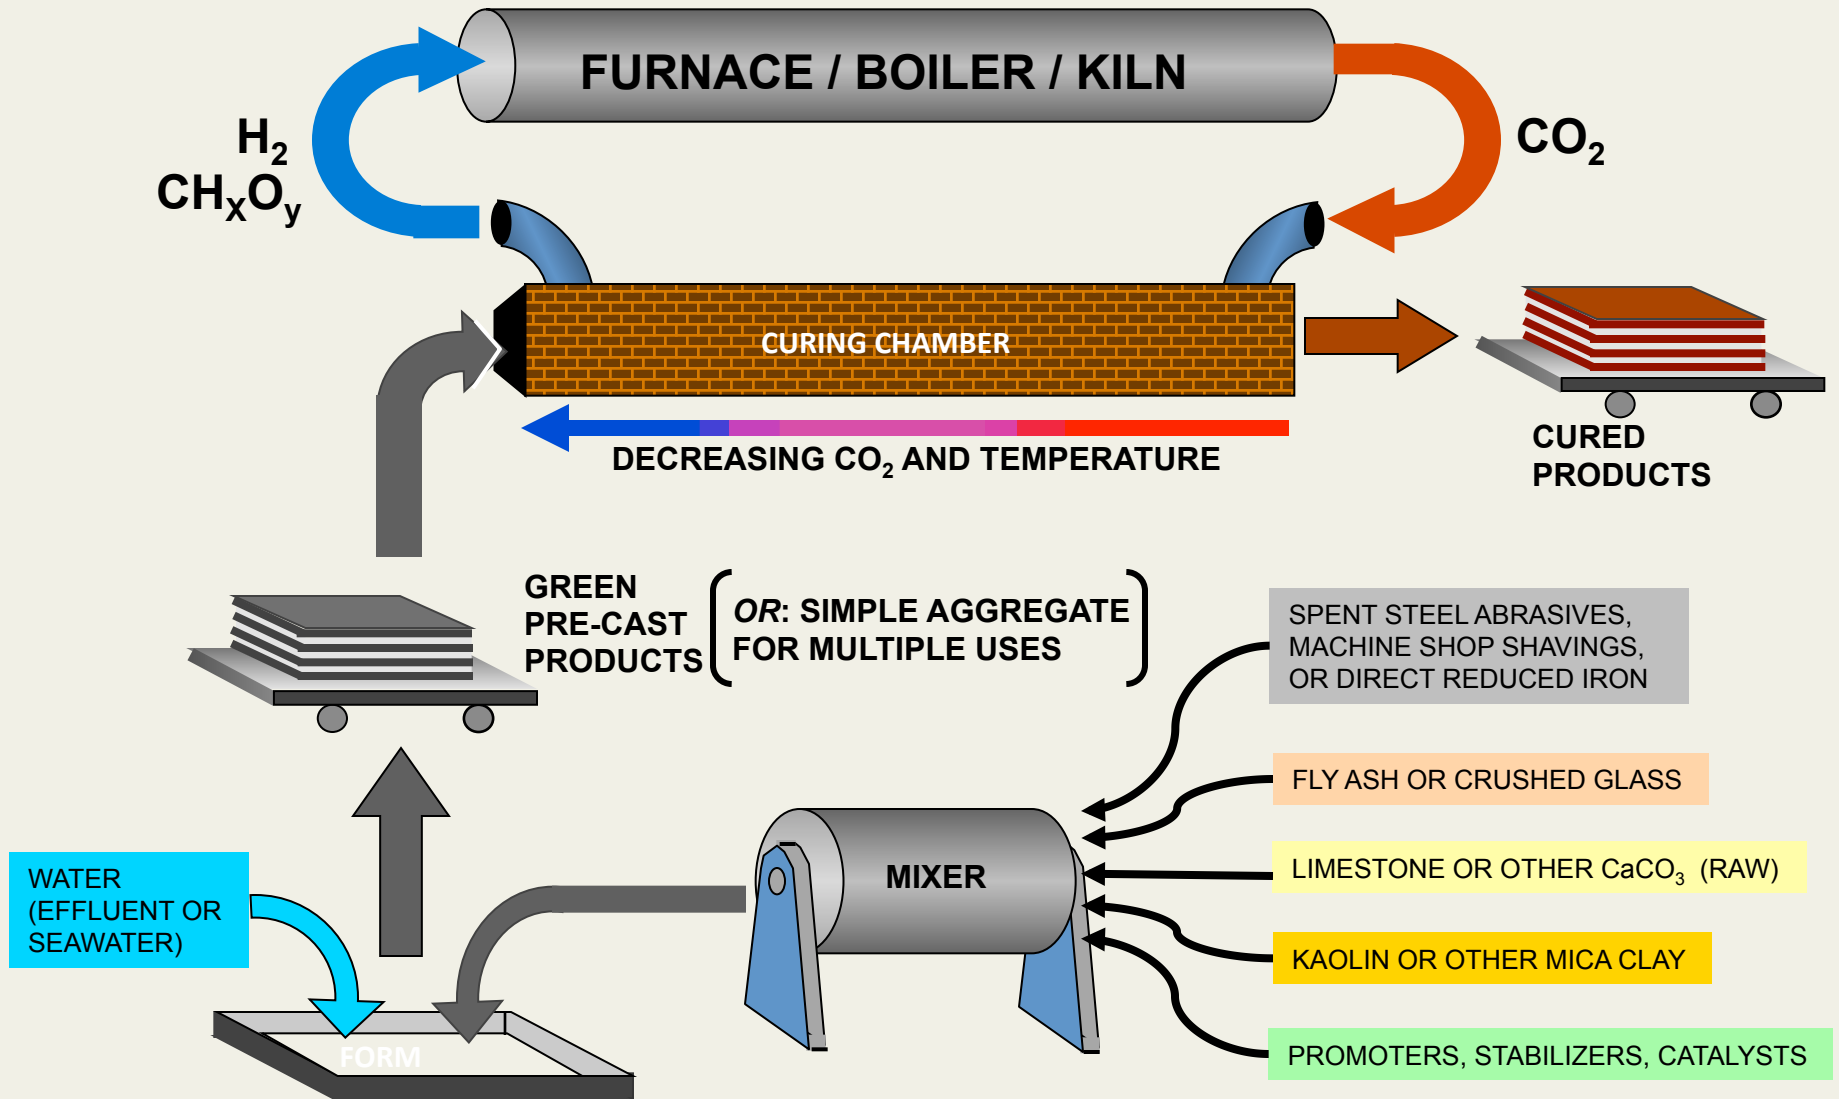 FURNACE / BOILER / KILN
H₂
CHₓOᵧ
CO₂
CURING CHAMBER
DECREASING CO₂ AND TEMPERATURE
CURED
PRODUCTS
GREEN
PRE-CAST
PRODUCTS
OR: SIMPLE AGGREGATE
FOR MULTIPLE USES
SPENT STEEL ABRASIVES,
MACHINE SHOP SHAVINGS,
OR DIRECT REDUCED IRON
FLY ASH OR CRUSHED GLASS
MIXER
LIMESTONE OR OTHER CaCO₃ (RAW)
WATER
(EFFLUENT OR
SEAWATER)
KAOLIN OR OTHER MICA CLAY
FORM
PROMOTERS, STABILIZERS, CATALYSTS